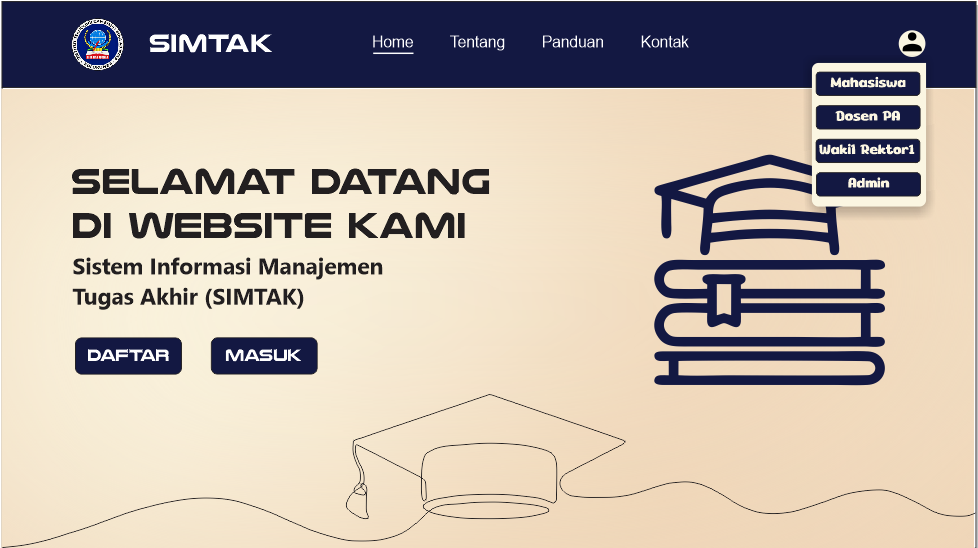 SIMTAK
Home
Tentang
Panduan
Kontak
Mahasiswa
Dosen PA
Wakil Rektor1
Admin
SELAMAT DATANG
DI WEBSITE KAMI
Sistem Informasi Manajemen
Tugas Akhir (SIMTAK)
DAFTAR
MASUK